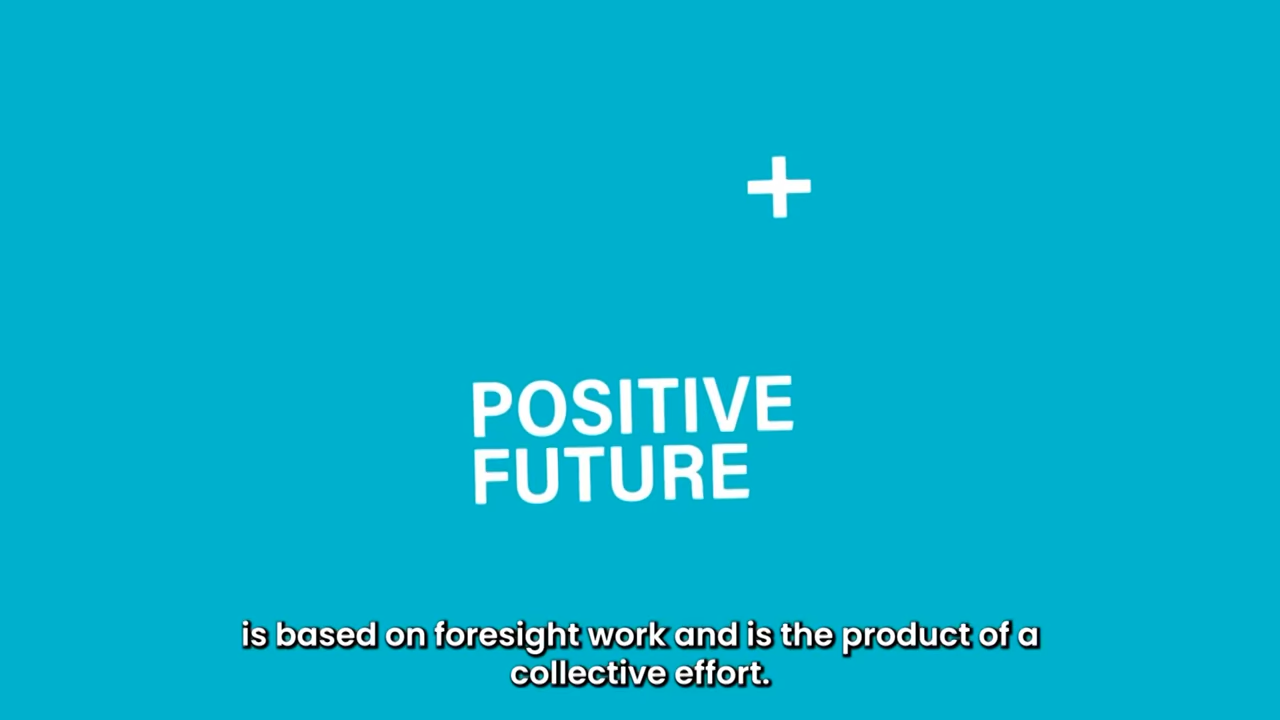 +
POSITIVE
FUTURE
is based on foresight work and is the product of a
collective effort.